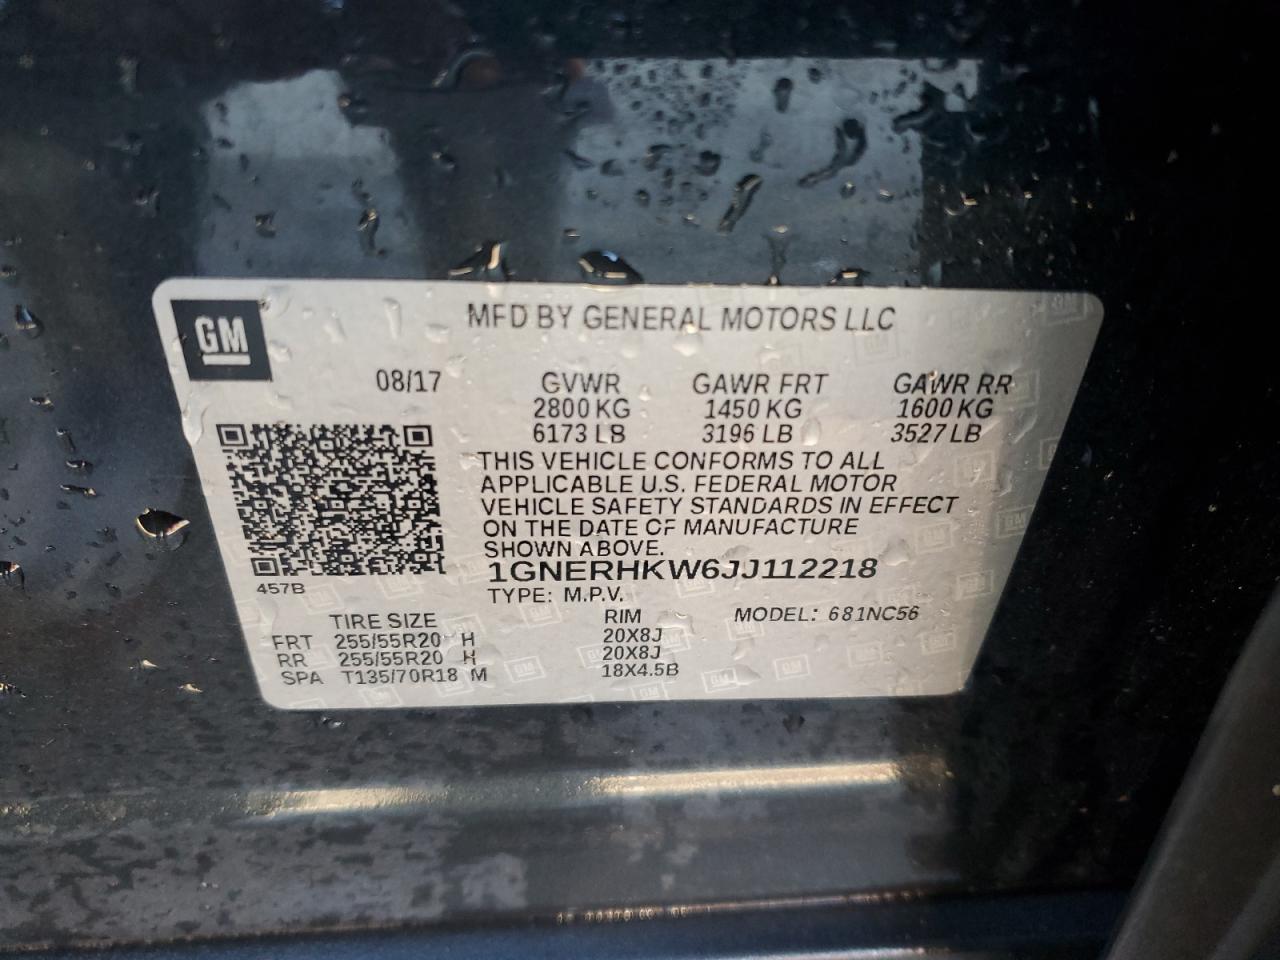 GM
MFD BY GENERAL MOTORS LLC
08/17 GVWR GAWR FRT GAWR RR
2800 KG 1450 KG 1600 KG
6173 LB 3196 LB 3527 LB
THIS VEHICLE CONFORMS TO ALL
APPLICABLE U.S. FEDERAL MOTOR
VEHICLE SAFETY STANDARDS IN EFFECT
ON THE DATE OF MANUFACTURE
SHOWN ABOVE.
1GNERHKW6JJ112218
457B
TYPE: M.P.V.
TIRE SIZE RIM MODEL: 681NC56
FRT 255/55R20 H 20X8J
RR 255/55R20 H 20X8J
SPA T135/70R18 M 18X4.5B